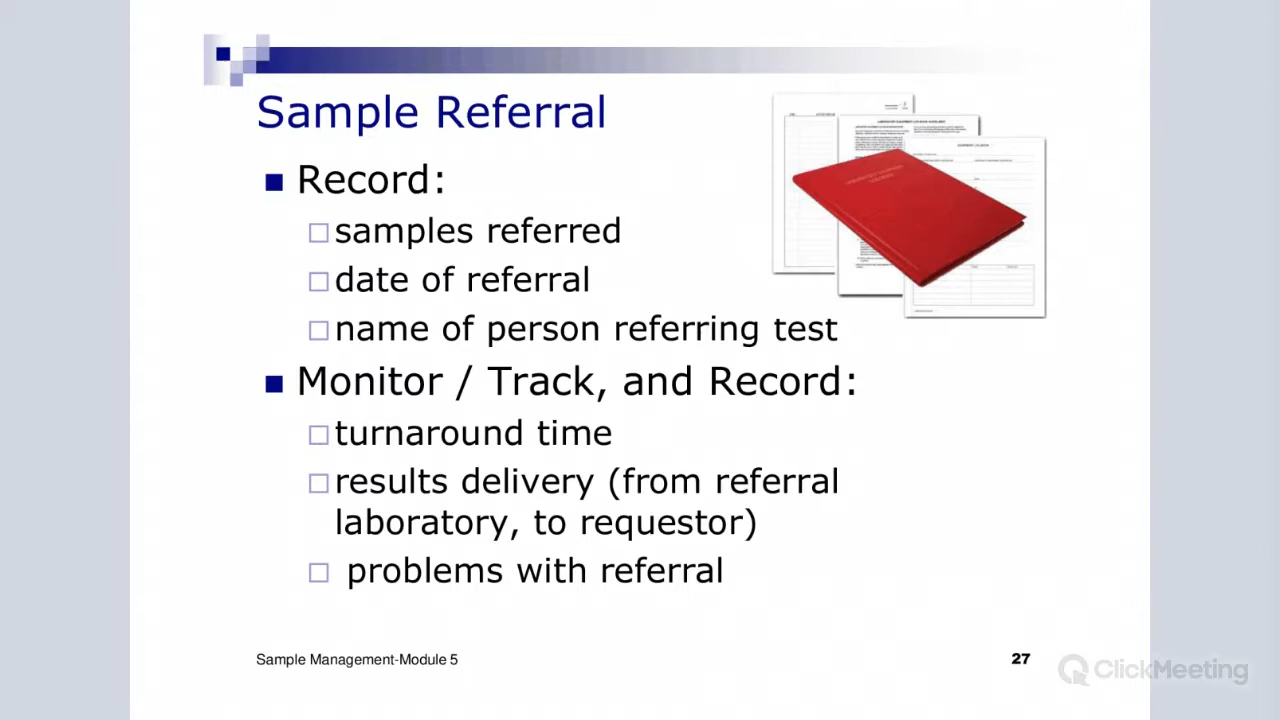 Sample Referral
Record:
samples referred
date of referral
name of person referring test
Monitor / Track, and Record:
turnaround time
results delivery (from referral
laboratory, to requestor)
problems with referral
Sample Management-Module 5
27
ClickMeeting